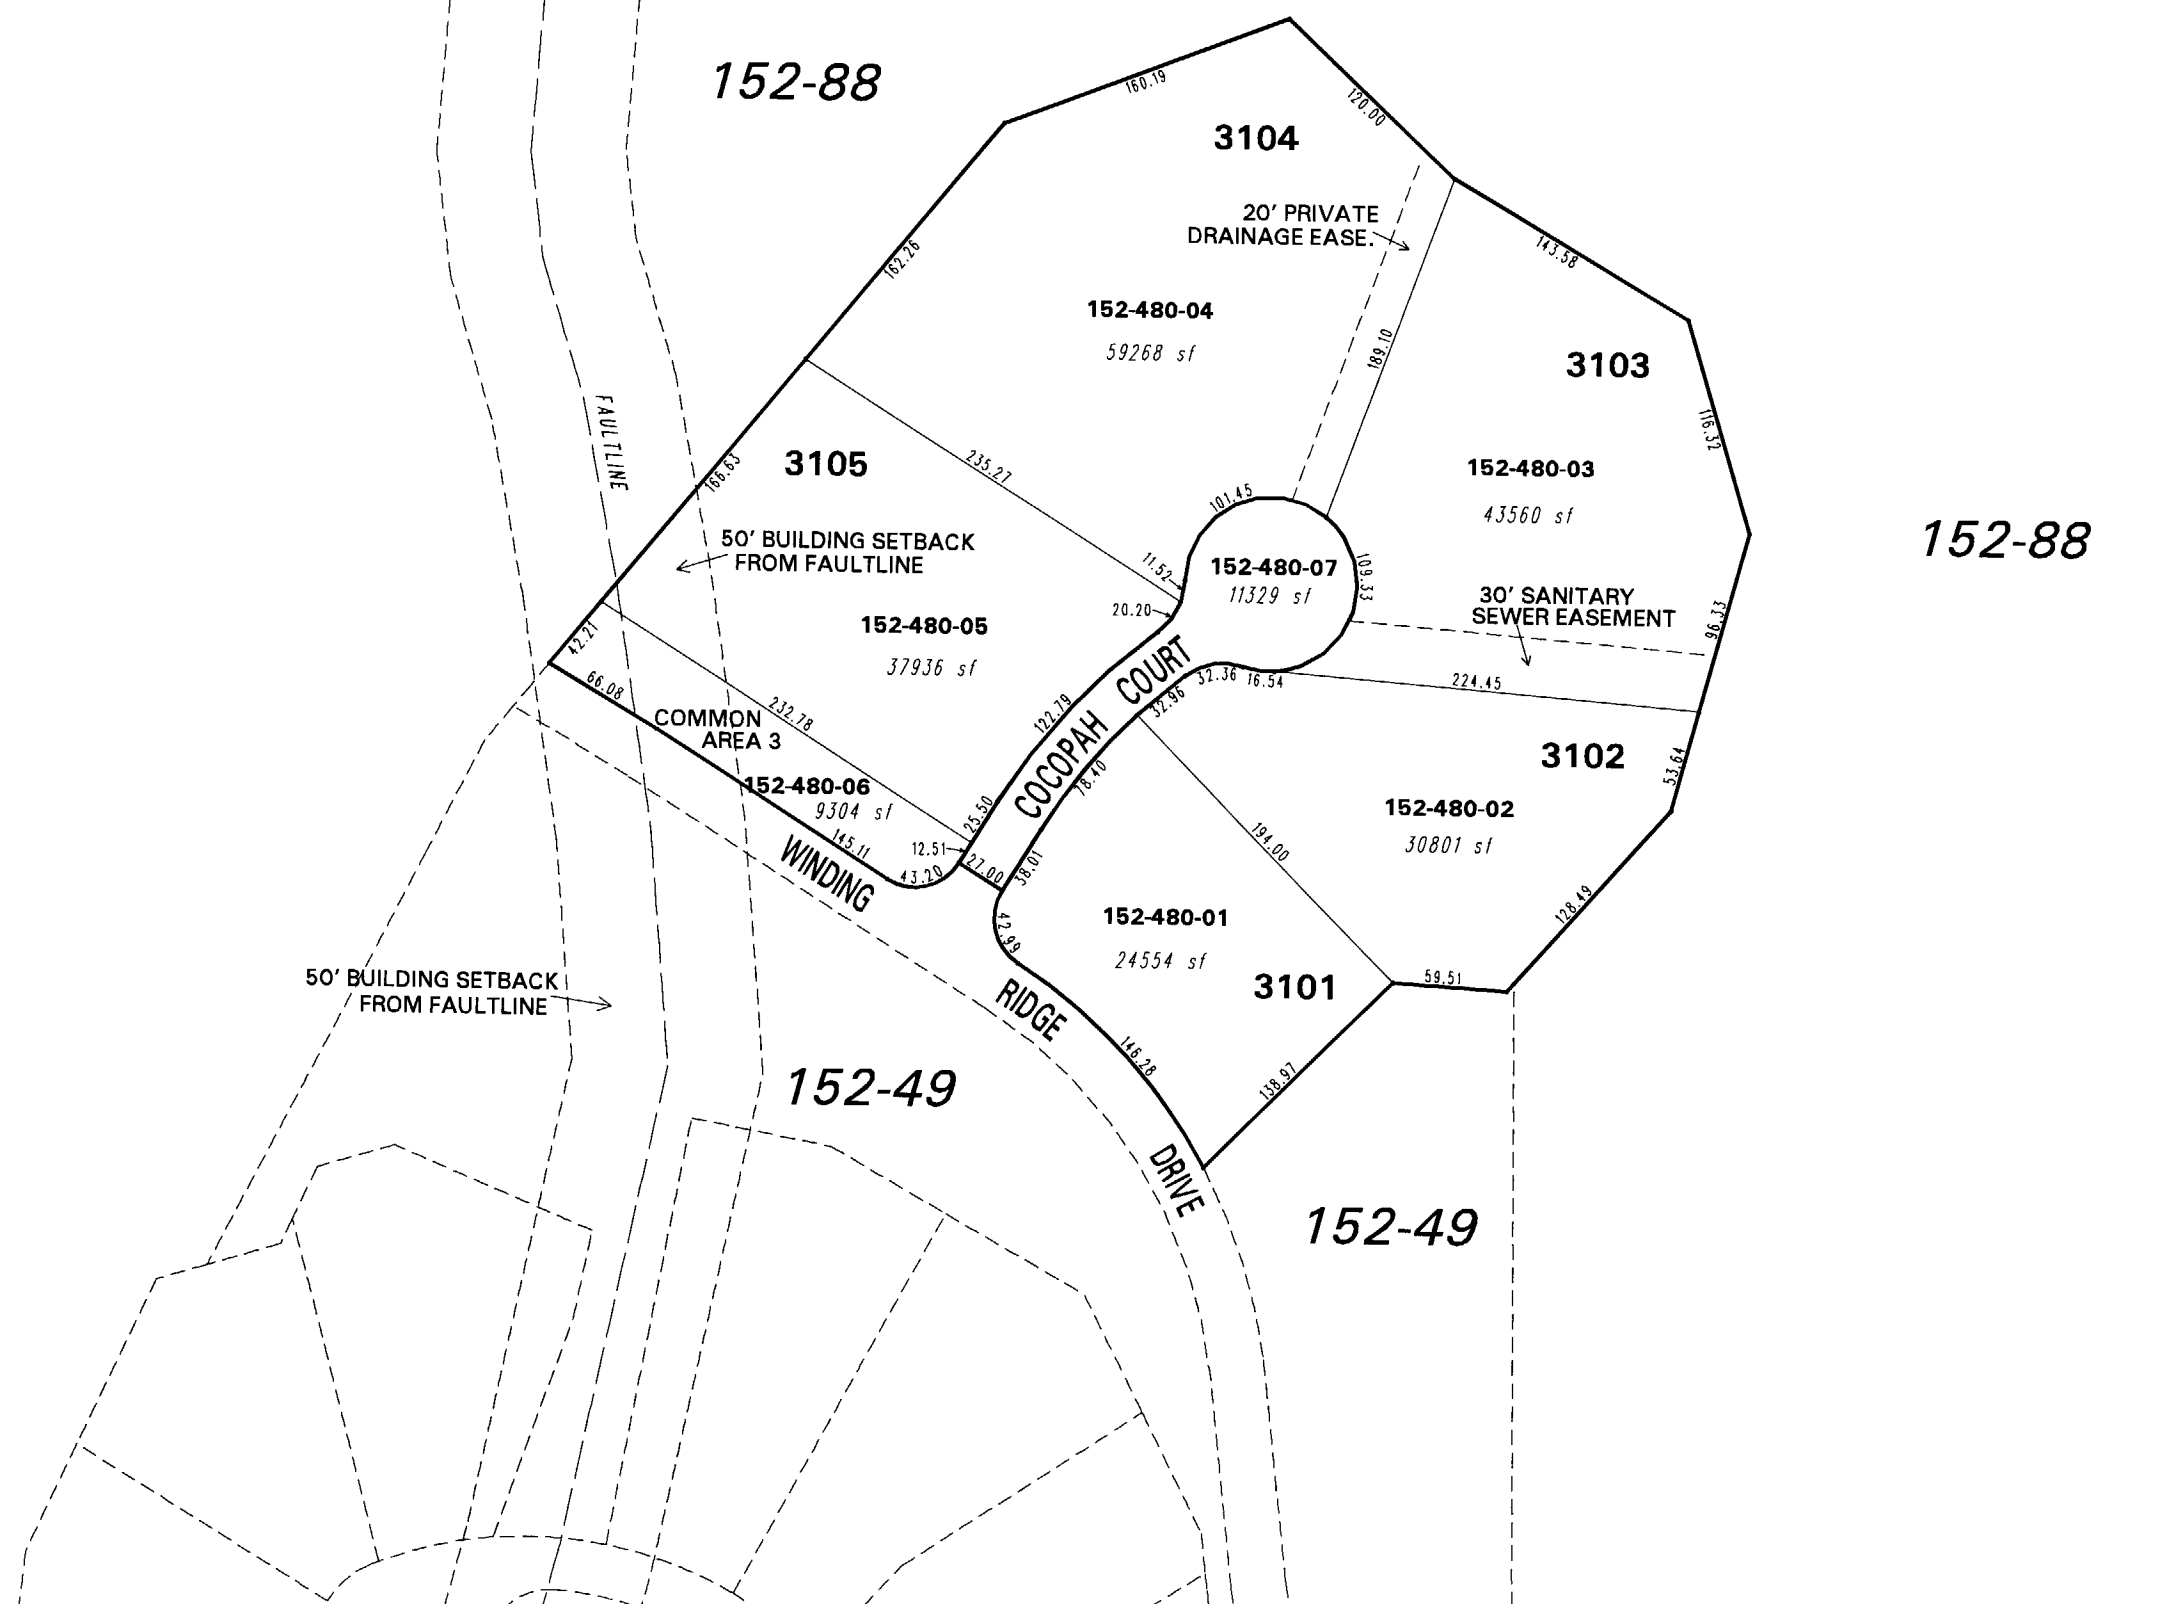 152-88
160.19
120.00
3104
20' PRIVATE
DRAINAGE EASE.
143.58
162.26
152-480-04
59268 sf
189.10
3103
116.32
FAULTLINE
3105
166.63
235.27
152-480-03
43560 sf
101.45
152-88
50' BUILDING SETBACK
FROM FAULTLINE
11.52
152-480-07
11329 sf
109.33
20.20
30' SANITARY
SEWER EASEMENT
96.33
152-480-05
37936 sf
42.21
66.08
232.78
COMMON
AREA 3
122.79
COCOPAH COURT
32.96
32.36
16.54
224.45
3102
53.64
152-480-06
9304 sf
145.11
25.50
78.40
152-480-02
30801 sf
12.51
43.20
27.00
38.01
194.00
WINDING
RIDGE
DRIVE
42.99
152-480-01
24554 sf
3101
59.51
128.49
50' BUILDING SETBACK
FROM FAULTLINE
146.28
138.97
152-49
152-49